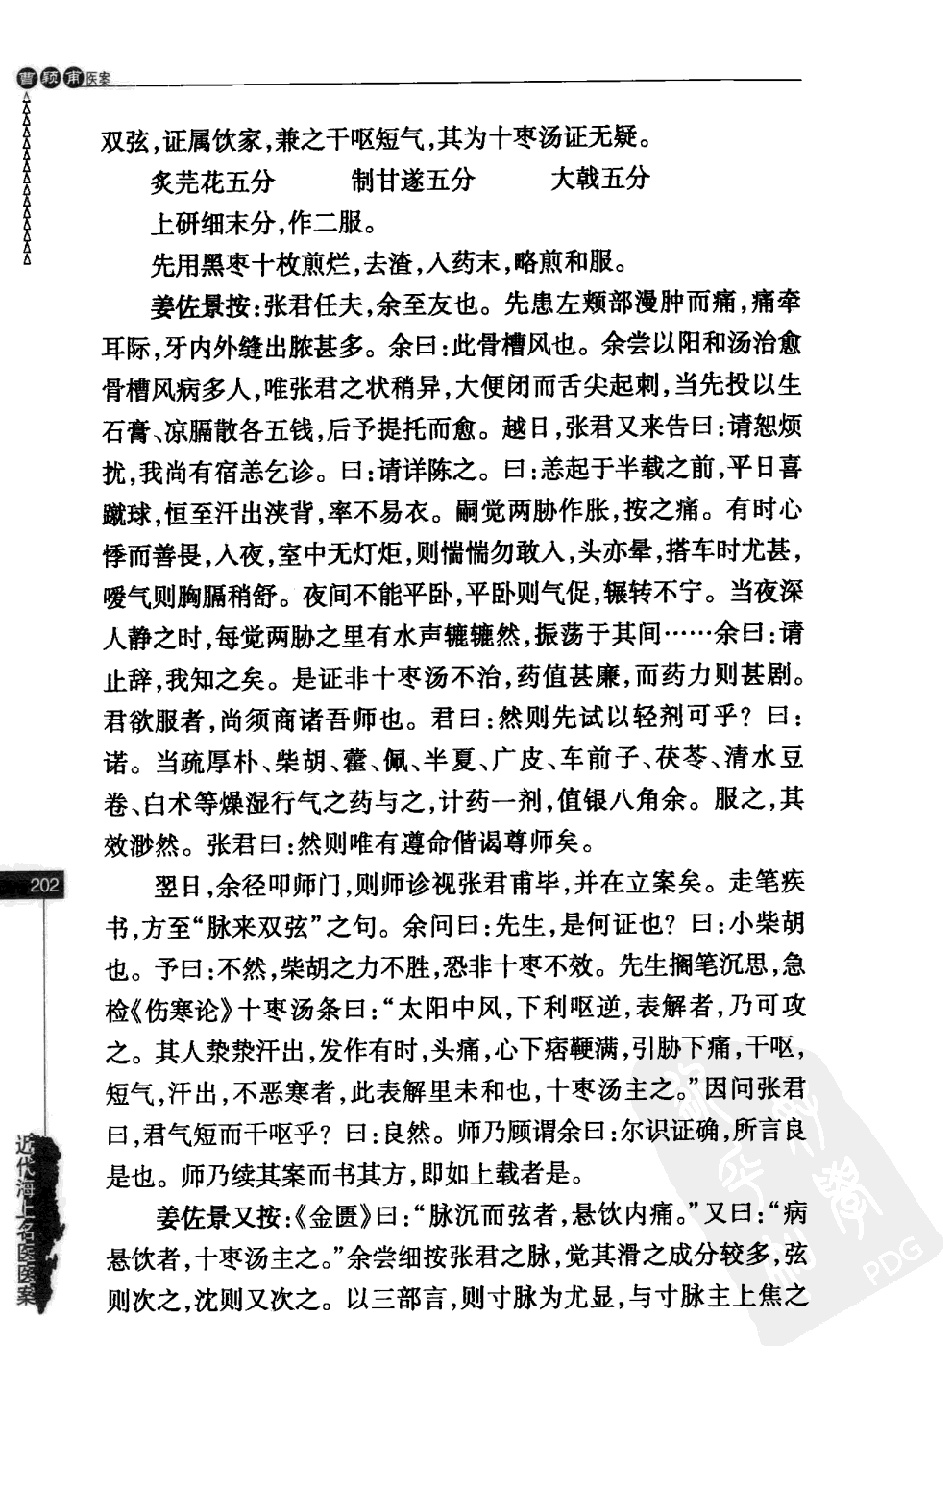 曹颖甫医案
双弦,证属饮家,兼之干呕短气,其为十枣汤证无疑。
炙芫花五分 制甘遂五分 大戟五分
上研细末分,作二服。
先用黑枣十枚煎烂,去渣,入药末,略煎和服。
姜佐景按:张君任夫,余至友也。先患左颊部漫肿而痛,痛牵
耳际,牙内外缝出脓甚多。余曰:此骨槽风也。余尝以阳和汤治愈
骨槽风病多人,唯张君之状稍异,大便闭而舌尖起刺,当先投以生
石膏、凉膈散各五钱,后予提托而愈。越日,张君又来告曰:请恕烦
扰,我尚有宿恙乞诊。曰:请详陈之。曰:恙起于半载之前,平日喜
蹴球,恒至汗出浃背,率不易衣。嗣觉两胁作胀,按之痛。有时心
悸而善畏,入夜,室中无灯炬,则惴惴勿敢入,头亦晕,搭车时尤甚,
嗳气则胸膈稍舒。夜间不能平卧,平卧则气促,辗转不宁。当夜深
人静之时,每觉两胁之里有水声辘辘然,振荡于其间……余曰:请
止辞,我知之矣。是证非十枣汤不治,药值甚廉,而药力则甚剧。
君欲服者,尚须商诸吾师也。君曰:然则先试以轻剂可乎?曰:
诺。当疏厚朴、柴胡、藿、佩、半夏、广皮、车前子、茯苓、清水豆
卷、白术等燥湿行气之药与之,计药一剂,值银八角余。服之,其
效渺然。张君曰:然则唯有遵命偕谒尊师矣。
翌日,余径叩师门,则师诊视张君甫毕,并在立案矣。走笔疾
书,方至“脉来双弦”之句。余问曰:先生,是何证也?曰:小柴胡
也。予曰:不然,柴胡之力不胜,恐非十枣不效。先生搁笔沉思,急
检《伤寒论》十枣汤条曰:“太阳中风,下利呕逆,表解者,乃可攻
之。其人漐漐汗出,发作有时,头痛,心下痞鞕满,引胁下痛,干呕,
短气,汗出,不恶寒者,此表解里未和也,十枣汤主之。”因问张君
曰,君气短而干呕乎?曰:良然。师乃顾谓余曰:尔识证确,所言良
是也。师乃续其案而书其方,即如上载者是。
姜佐景又按:《金匮》曰:“脉沉而弦者,悬饮内痛。”又曰:“病
悬饮者,十枣汤主之。”余尝细按张君之脉,觉其滑之成分较多,弦
则次之,沈则又次之。以三部言,则寸脉为尤显,与寸脉主上焦之
202
近代海上名医医案
PDG